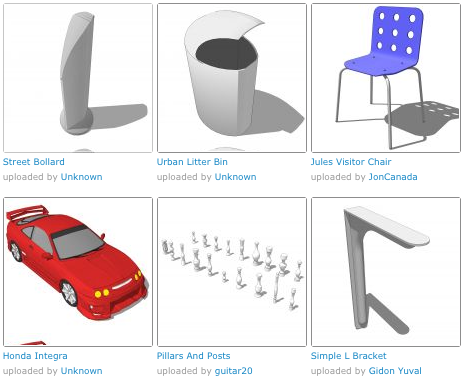 Street Bollard
uploaded by Unknown
Urban Litter Bin
uploaded by Unknown
Jules Visitor Chair
uploaded by JonCanada
Honda Integra
uploaded by Unknown
Pillars And Posts
uploaded by guitar20
Simple L Bracket
uploaded by Gidon Yuval